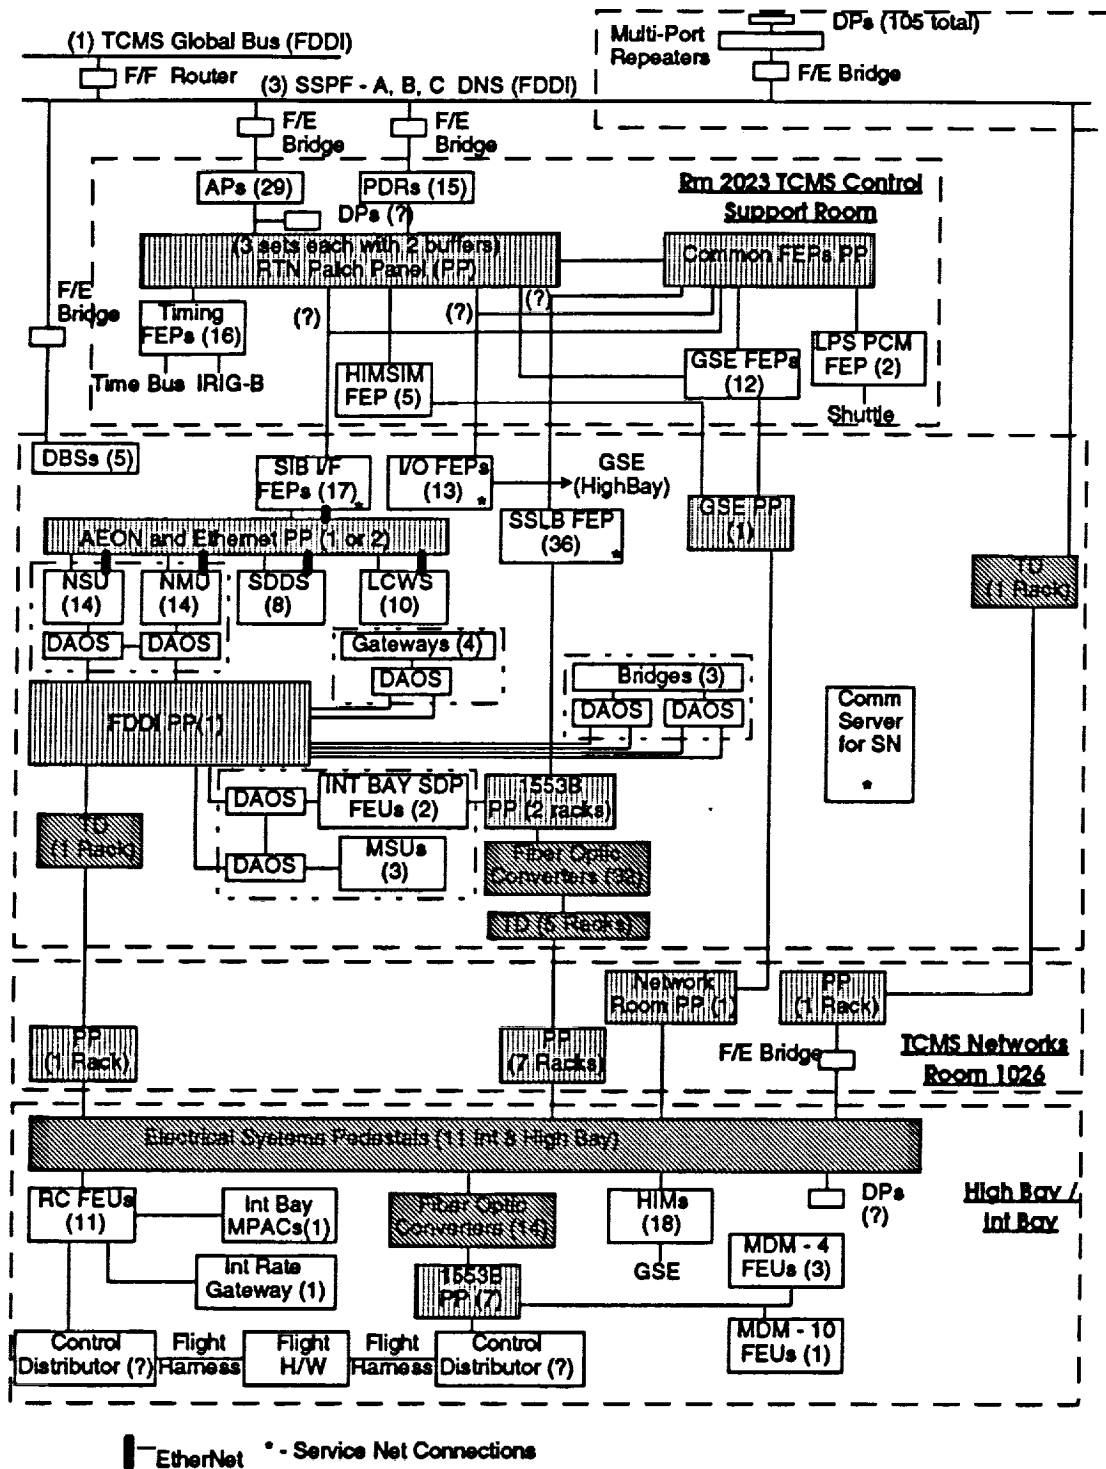 (1) TCMS Global Bus (FDDI)
F/F Router
(3) SSPF - A, B, C DNS (FDDI)
Multi-Port
Repeaters
DPs (105 total)
F/E Bridge
F/E
Bridge
F/E
Bridge
APs (29)
PDRs (15)
Rm 2023 TCMS Control
Support Room
DPs (?)
(3 sets each with 2 buffers)
RTN Patch Panel (PP)
Common FEPs PP
F/E
Bridge
Timing
FEPs (16)
(?)
(?)
(?)
Time Bus IRIG-B
HIMSIM
FEP (5)
GSE FEPs
(12)
LPS PCM
FEP (2)
Shuttle
DBSs (5)
SIB I/F
FEPs (17)
*
I/O FEPs
(13)
*
GSE
(HighBay)
SSLB FEP
(36)
*
GSE PP
(1)
AEON and Ethernet PP (1 or 2)
NSU
(14)
NMU
(14)
SDDS
(8)
LCWS
(10)
TD
(1 Rack)
DAOS
DAOS
Gateways (4)
DAOS
Bridges (3)
DAOS
DAOS
FDDI PP(1)
Comm
Server
for SN
*
TD
(1 Rack)
DAOS
INT BAY SDP
FEUs (2)
1553B
PP (2 racks)
DAOS
MSUs
(3)
Fiber Optic
Converters (32)
TD (5 Racks)
Network
Room PP (1)
PP
(1 Rack)
PP
(1 Rack)
PP
(7 Racks)
F/E Bridge
TCMS Networks
Room 1026
Electrical Systems Pedestals (11 Int & High Bay)
RC FEUs
(11)
Int Bay
MPACs(1)
Fiber Optic
Converters (14)
HIMs
(18)
DPs
(?)
High Bay /
Int Bay
Int Rate
Gateway (1)
1553B
PP (7)
GSE
MDM - 4
FEUs (3)
Control
Distributor (?)
Flight
Harness
Flight
H/W
Flight
Harness
Control
Distributor (?)
MDM - 10
FEUs (1)
EtherNet
* - Service Net Connections